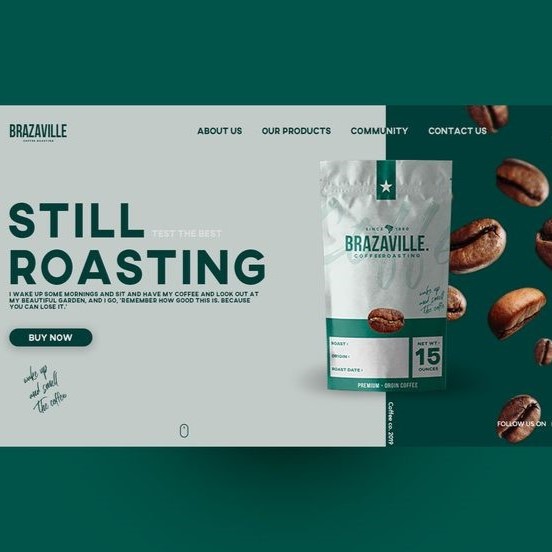 BRAZAVILLE
COFFEE ROASTING
ABOUT US
OUR PRODUCTS
COMMUNITY
CONTACT US
STILL
TEST THE BEST
ROASTING
I WAKE UP SOME MORNINGS AND SIT AND HAVE MY COFFEE AND LOOK OUT AT
MY BEAUTIFUL GARDEN, AND I GO, 'REMEMBER HOW GOOD THIS IS. BECAUSE
YOU CAN LOSE IT.'
BUY NOW
wake up
and smell
the coffee
SINCE 1980
BRAZAVILLE.
COFFEEROASTING
wake up
and smell
the coffee
ROAST :
ORIGIN :
ROAST DATE :
NET WT :
15
OUNCES
PREMIUM - ORGIN COFFEE
Coffee co. 2019
FOLLOW US ON